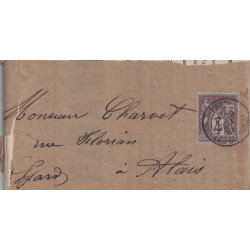 Monsieur Charvet
rue Florian
à Alais
Gard